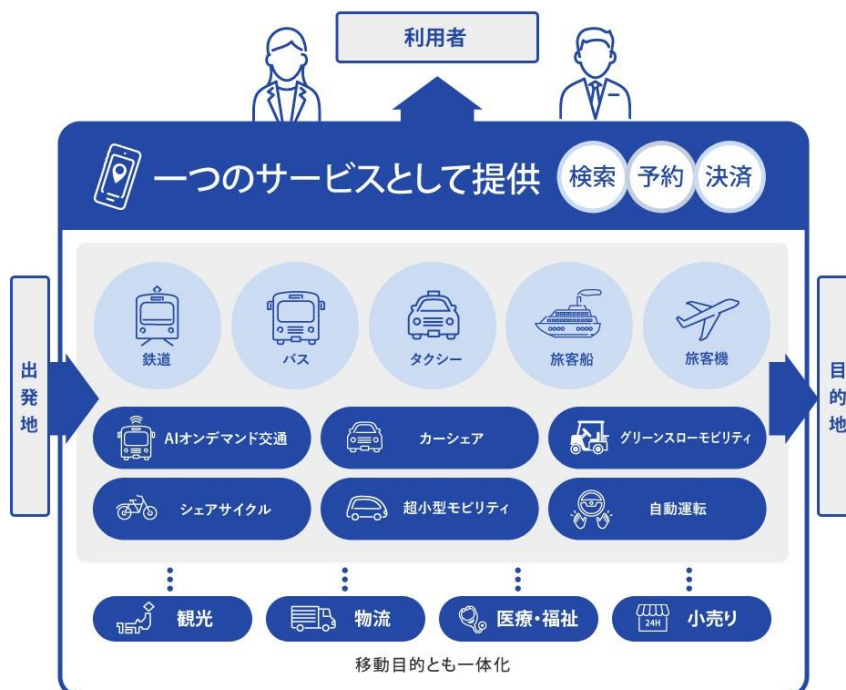 利用者
一つのサービスとして提供
検索
予約
決済
出発地
鉄道
バス
タクシー
旅客船
旅客機
目的地
AIオンデマンド交通
カーシェア
グリーンスローモビリティ
シェアサイクル
超小型モビリティ
自動運転
観光
物流
医療・福祉
24H
小売り
移動目的とも一体化